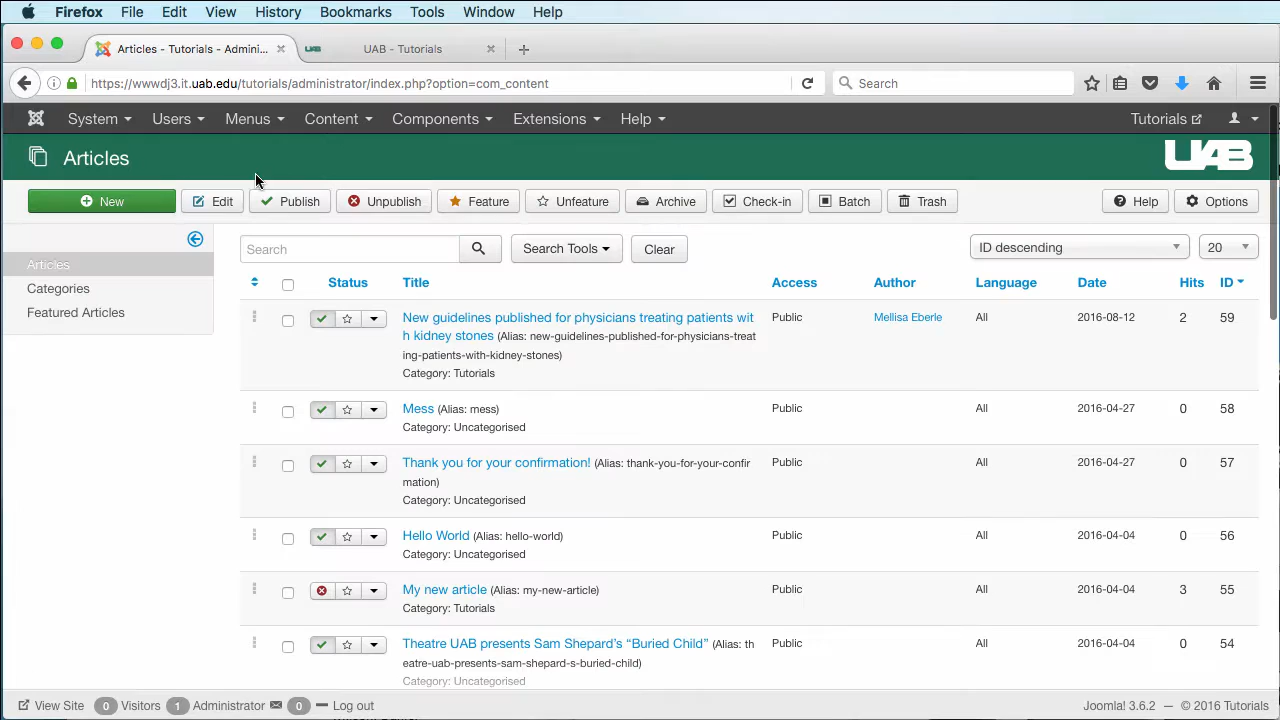 Firefox File Edit View History Bookmarks Tools Window Help
Articles - Tutorials - Admini...
UAB - Tutorials
https://wwwdj3.it.uab.edu/tutorials/administrator/index.php?option=com_content
Search
System Users Menus Content Components Extensions Help Tutorials
Articles
UAB
New Edit Publish Unpublish Feature Unfeature Archive Check-in Batch Trash Help Options
Search Search Tools Clear ID descending 20
Articles
Categories
Featured Articles
Status Title Access Author Language Date Hits ID
New guidelines published for physicians treating patients wit Public Mellisa Eberle All 2016-08-12 2 59
h kidney stones (Alias: new-guidelines-published-for-physicians-treat
ing-patients-with-kidney-stones)
Category: Tutorials
Mess (Alias: mess) Public All 2016-04-27 0 58
Category: Uncategorised
Thank you for your confirmation! (Alias: thank-you-for-your-confir Public All 2016-04-27 0 57
mation)
Category: Uncategorised
Hello World (Alias: hello-world) Public All 2016-04-04 0 56
Category: Uncategorised
My new article (Alias: my-new-article) Public All 2016-04-04 3 55
Category: Tutorials
Theatre UAB presents Sam Shepard's “Buried Child” (Alias: th Public All 2016-04-04 0 54
eatre-uab-presents-sam-shepard-s-buried-child)
Category: Uncategorised
View Site 0 Visitors 1 Administrator 0 Log out Joomla! 3.6.2 — © 2016 Tutorials